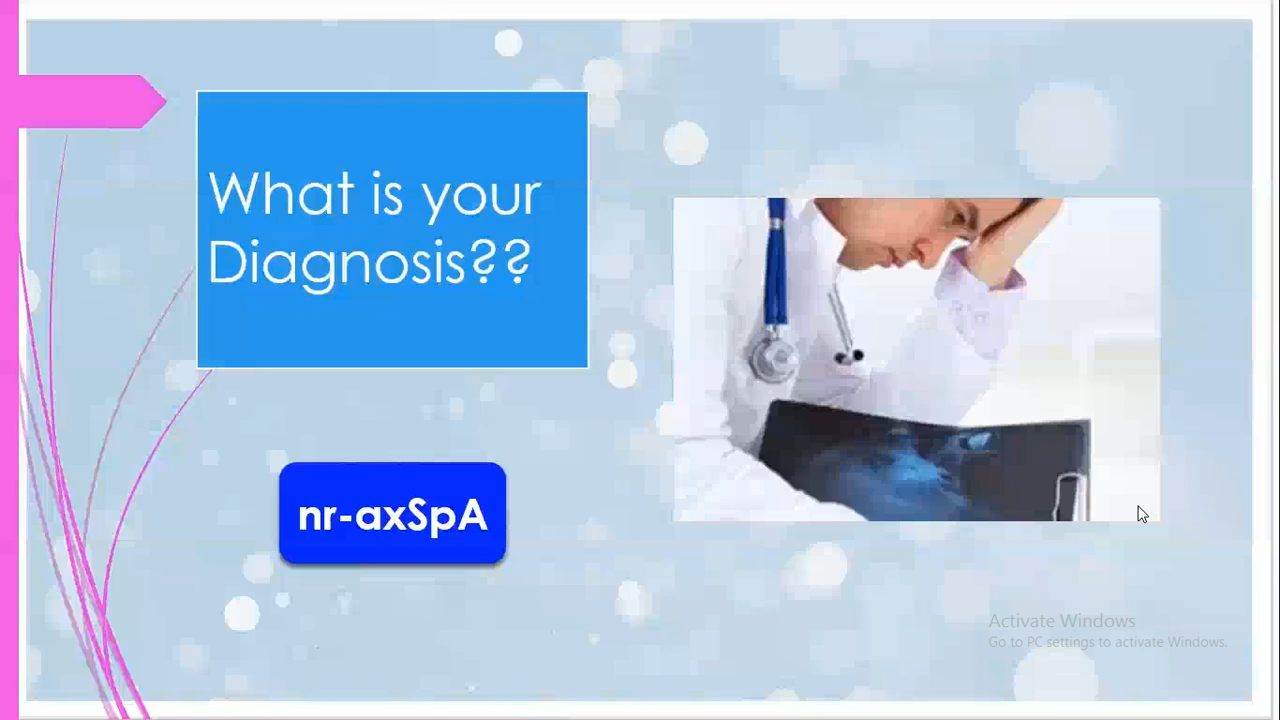 What is your
Diagnosis??
nr-axSpA
Activate Windows
Go to PC settings to activate Windows.